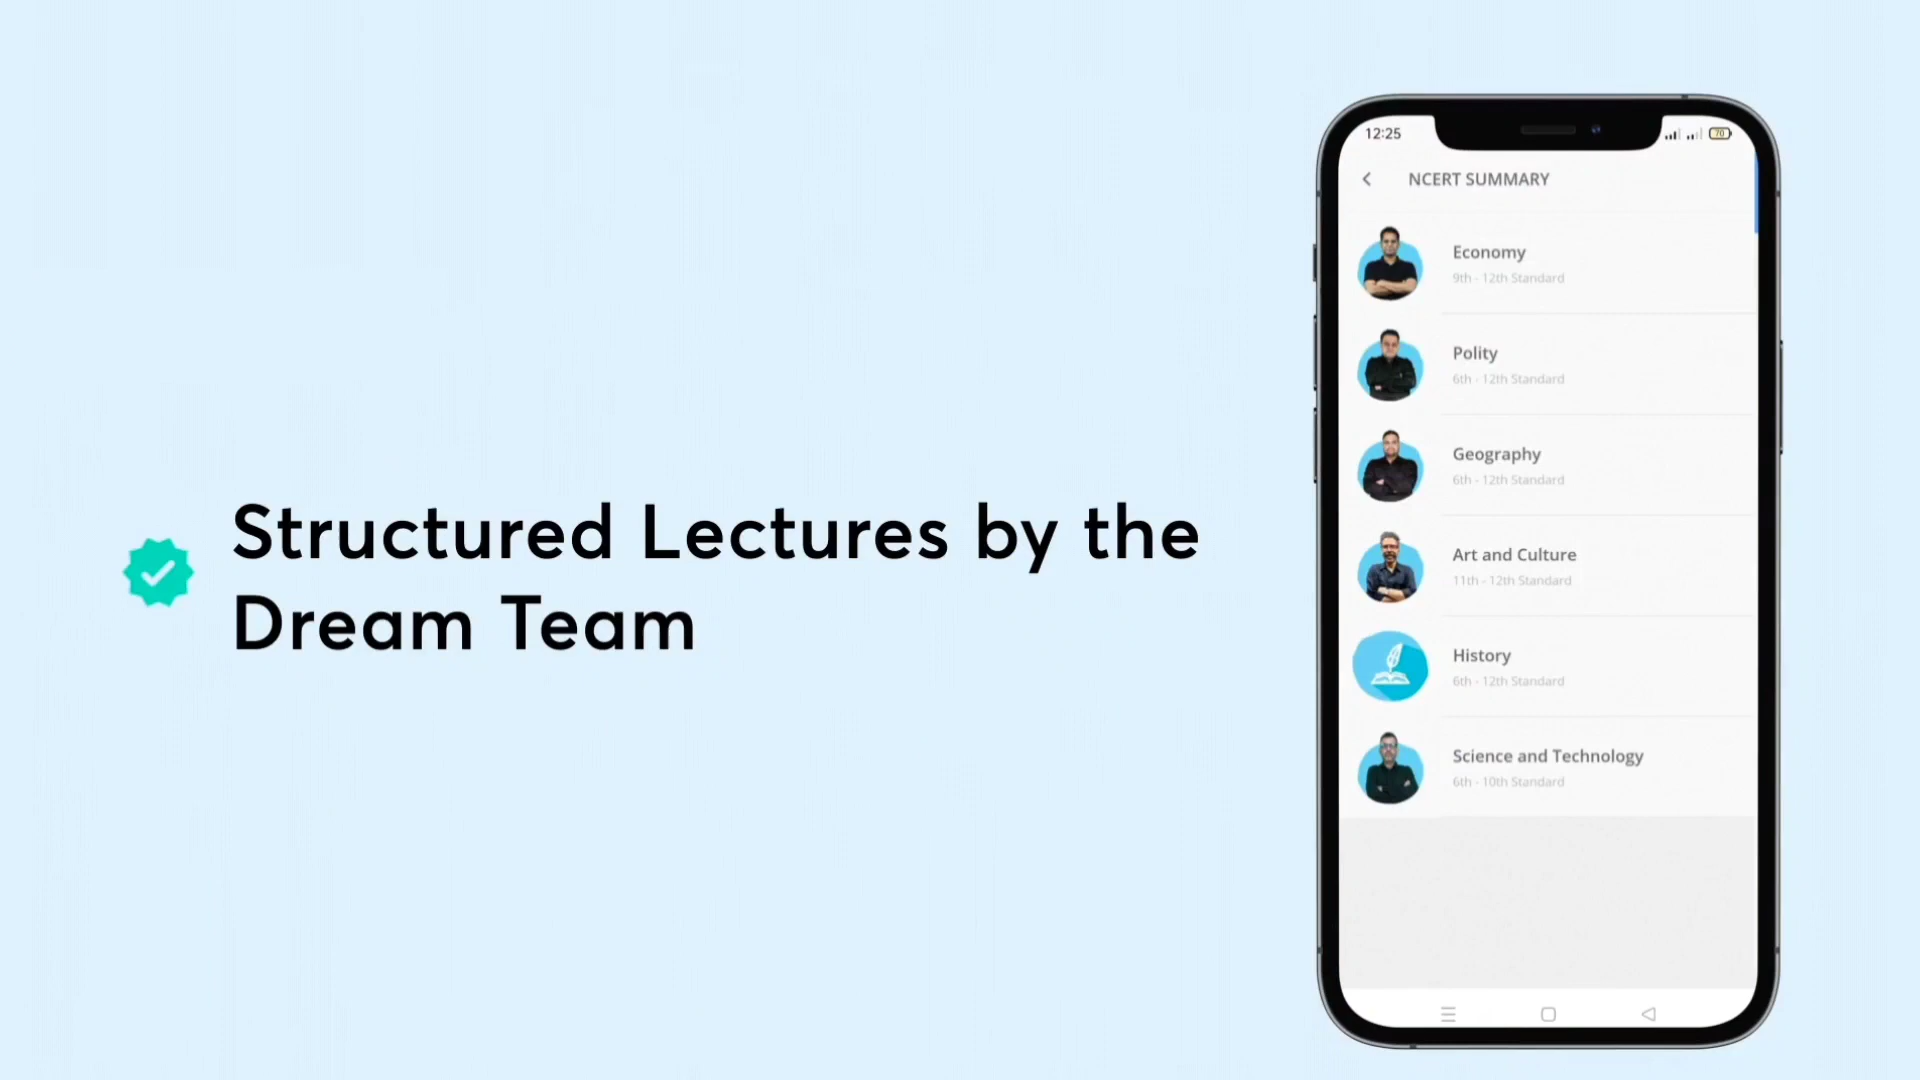 Structured Lectures by the
Dream Team
12:25
70
NCERT SUMMARY
Economy
9th - 12th Standard
Polity
6th - 12th Standard
Geography
6th - 12th Standard
Art and Culture
11th - 12th Standard
History
6th - 12th Standard
Science and Technology
6th - 10th Standard